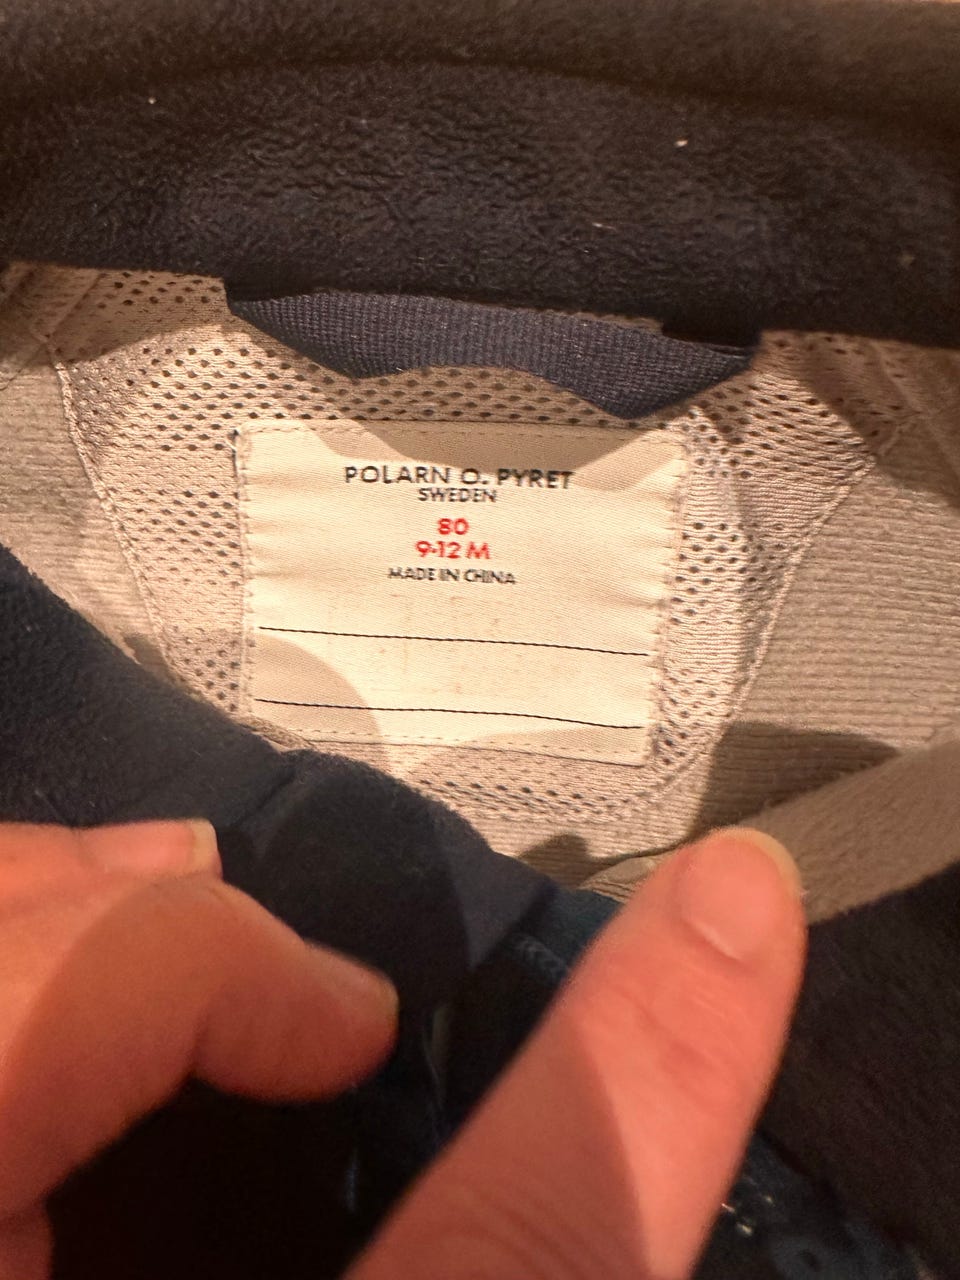 POLARN O. PYRET
SWEDEN
80
9-12 M
MADE IN CHINA